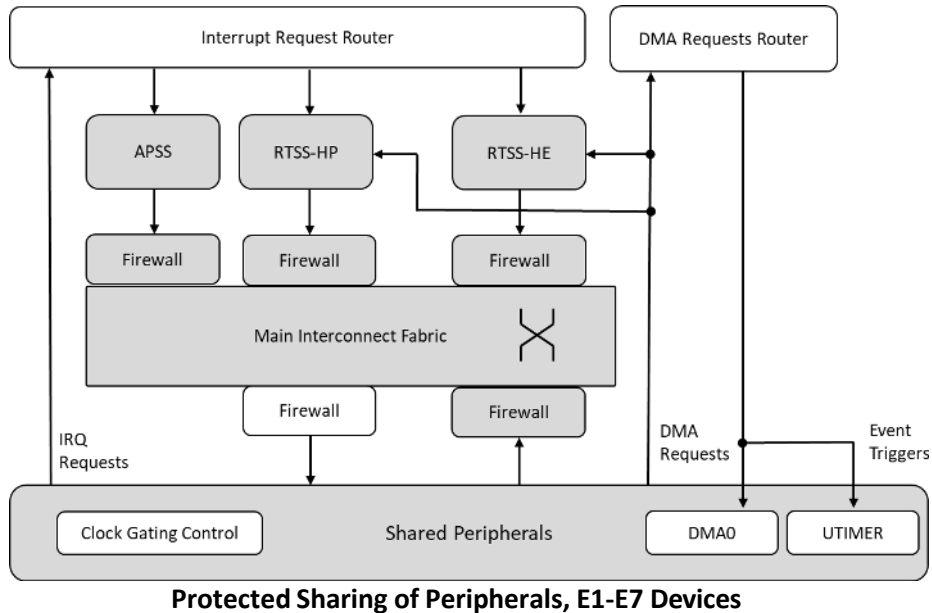 Interrupt Request Router
DMA Requests Router
APSS
RTSS-HP
RTSS-HE
Firewall
Firewall
Firewall
Main Interconnect Fabric
Firewall
Firewall
IRQ
Requests
DMA
Requests
Event
Triggers
Clock Gating Control
Shared Peripherals
DMA0
UTIMER
Protected Sharing of Peripherals, E1-E7 Devices